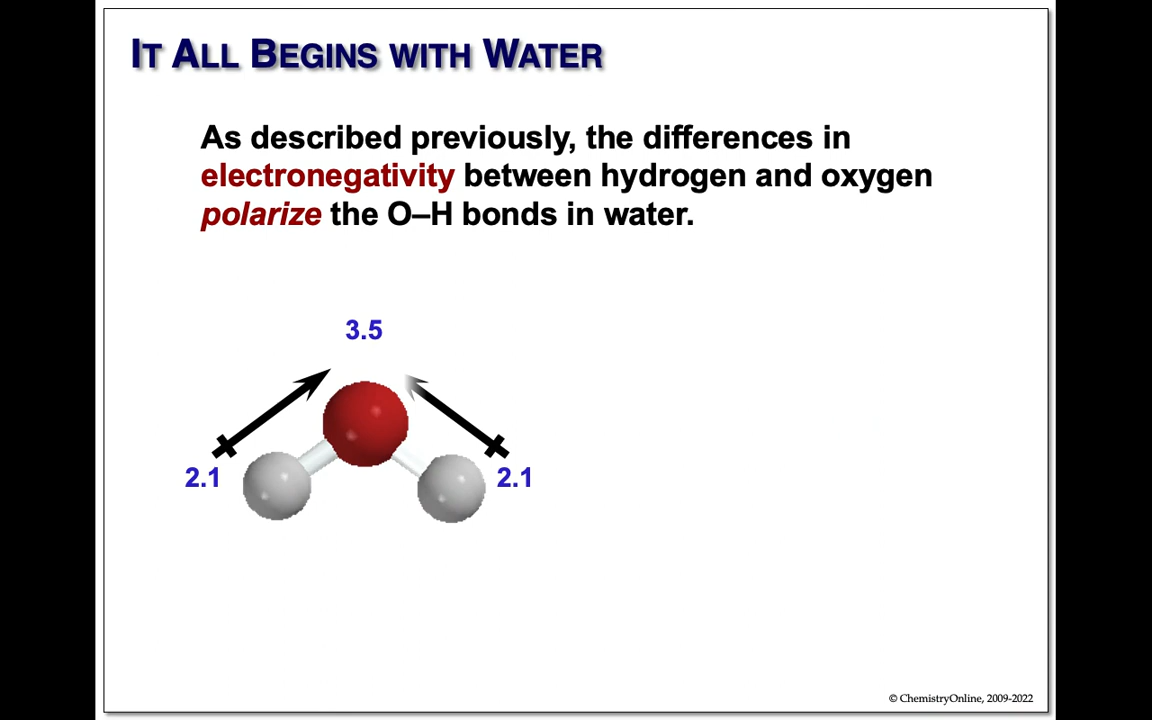 IT ALL BEGINS WITH WATER
As described previously, the differences in
electronegativity between hydrogen and oxygen
polarize the O–H bonds in water.
3.5
2.1
2.1
© ChemistryOnline, 2009-2022